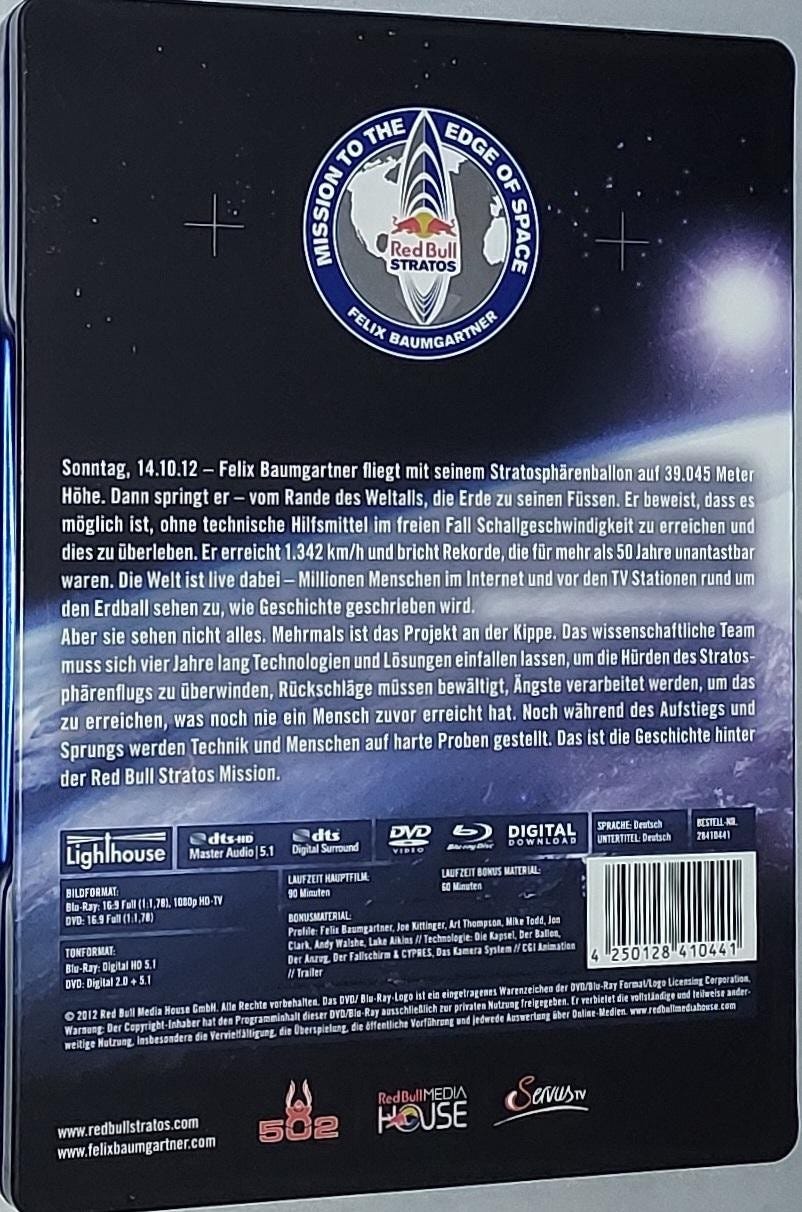 MISSION TO THE EDGE OF SPACE
Red Bull
STRATOS
FELIX BAUMGARTNER
Sonntag, 14.10.12 – Felix Baumgartner fliegt mit seinem Stratosphärenballon auf 39.045 Meter
Höhe. Dann springt er – vom Rande des Weltalls, die Erde zu seinen Füssen. Er beweist, dass es
möglich ist, ohne technische Hilfsmittel im freien Fall Schallgeschwindigkeit zu erreichen und
dies zu überleben. Er erreicht 1.342 km/h und bricht Rekorde, die für mehr als 50 Jahre unantastbar
waren. Die Welt ist live dabei – Millionen Menschen im Internet und vor den TV Stationen rund um
den Erdball sehen zu, wie Geschichte geschrieben wird.
Aber sie sehen nicht alles. Mehrmals ist das Projekt an der Kippe. Das wissenschaftliche Team
muss sich vier Jahre lang Technologien und Lösungen einfallen lassen, um die Hürden des Stratos-
phärenflugs zu überwinden, Rückschläge müssen bewältigt, Ängste verarbeitet werden, um das
zu erreichen, was noch nie ein Mensch zuvor erreicht hat. Noch während des Aufstiegs und
Sprungs werden Technik und Menschen auf harte Proben gestellt. Das ist die Geschichte hinter
der Red Bull Stratos Mission.
Lighthouse
dts-HD
Master Audio | 5.1
dts
Digital Surround
DVD
VIDEO
Blu-ray Disc
DIGITAL
DOWNLOAD
SPRACHE: Deutsch
UNTERTITEL: Deutsch
BESTELL-NR.
28410441
BILDFORMAT:
Blu-Ray: 16:9 Full (1:1,78), 1080p HD-TV
DVD: 16:9 Full (1:1,78)
TONFORMAT:
Blu-Ray: Digital HD 5.1
DVD: Digital 2.0 + 5.1
LAUFZEIT HAUPTFILM:
90 Minuten
LAUFZEIT BONUS MATERIAL:
60 Minuten
BONUSMATERIAL:
Profile: Felix Baumgartner, Joe Kittinger, Art Thompson, Mike Todd, Jon
Clark, Andy Walshe, Luke Aikins // Technologie: Die Kapsel, Der Ballon,
Der Anzug, Der Fallschirm & CYPRES, Das Kamera System // CGI Animation
// Trailer
4 250128 410441
© 2012 Red Bull Media House GmbH. Alle Rechte vorbehalten. Das DVD/ Blu-Ray-Logo ist ein eingetragenes Warenzeichen der DVD/Blu-Ray Format/Logo Licensing Corporation.
Warnung: Der Copyright-Inhaber hat den Programminhalt dieser DVD/Blu-Ray ausschließlich zur privaten Nutzung freigegeben. Er verbietet die vollständige und teilweise ander-
weitige Nutzung, insbesondere die Vervielfältigung, die Überspielung, die öffentliche Vorführung und jedwede Auswertung über Online-Medien. www.redbullmediahouse.com
www.redbullstratos.com
www.felixbaumgartner.com
502
Red Bull MEDIA
HOUSE
Servus TV